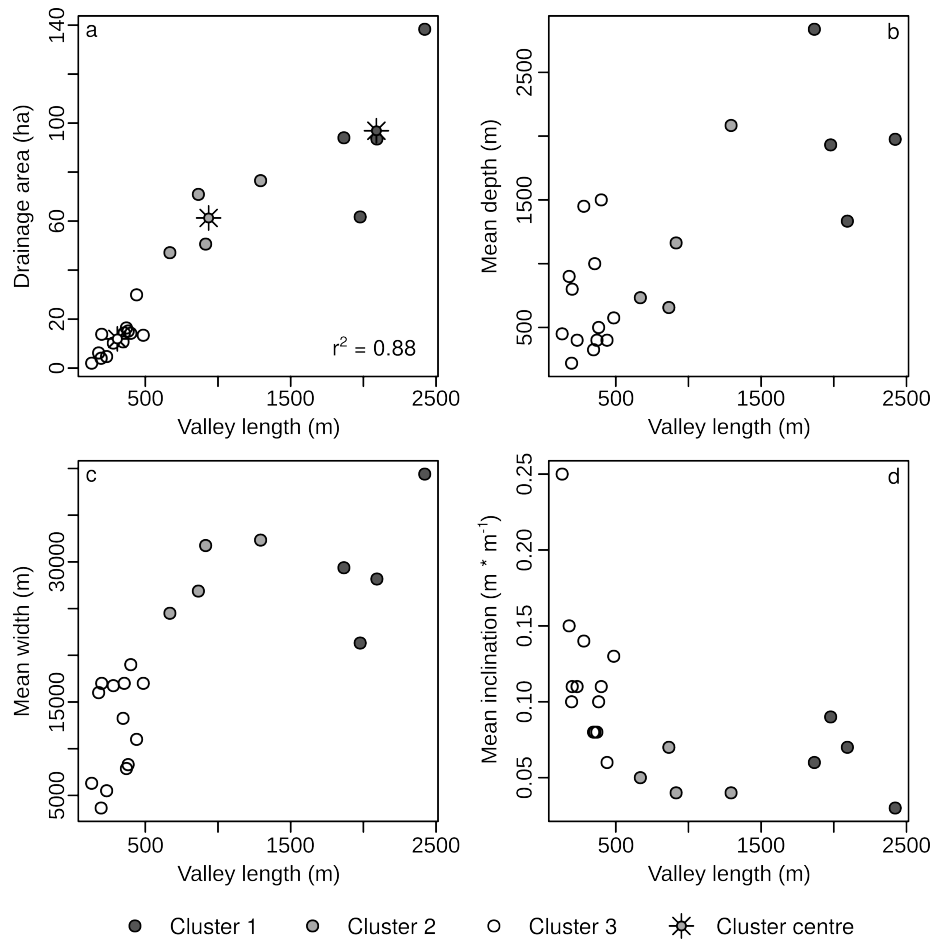 a
Drainage area (ha)
140
100
60
20
0
r² = 0.88
500
1500
2500
Valley length (m)
b
Mean depth (m)
2500
1500
500
500
1500
2500
Valley length (m)
c
Mean width (m)
30000
15000
5000
500
1500
2500
Valley length (m)
d
Mean inclination (m * m⁻¹)
0.25
0.20
0.15
0.10
0.05
500
1500
2500
Valley length (m)
Cluster 1 Cluster 2 Cluster 3 Cluster centre